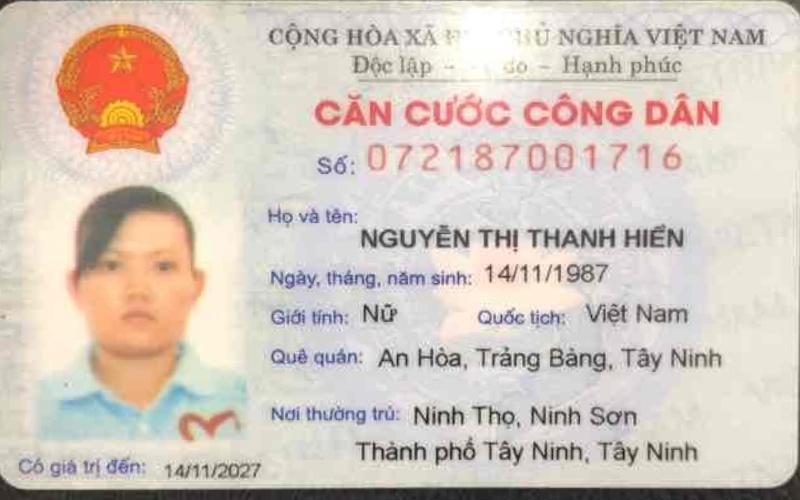 CỘNG HÒA XÃ CHỦ NGHĨA VIỆT NAM
Độc lập - do - Hạnh phúc
CĂN CƯỚC CÔNG DÂN
Số: 072187001716
Họ và tên:
NGUYỄN THỊ THANH HIỀN
Ngày, tháng, năm sinh: 14/11/1987
Giới tính: Nữ Quốc tịch: Việt Nam
Quê quán: An Hòa, Trảng Bàng, Tây Ninh
Nơi thường trú: Ninh Thọ, Ninh Sơn
Thành phố Tây Ninh, Tây Ninh
Có giá trị đến: 14/11/2027